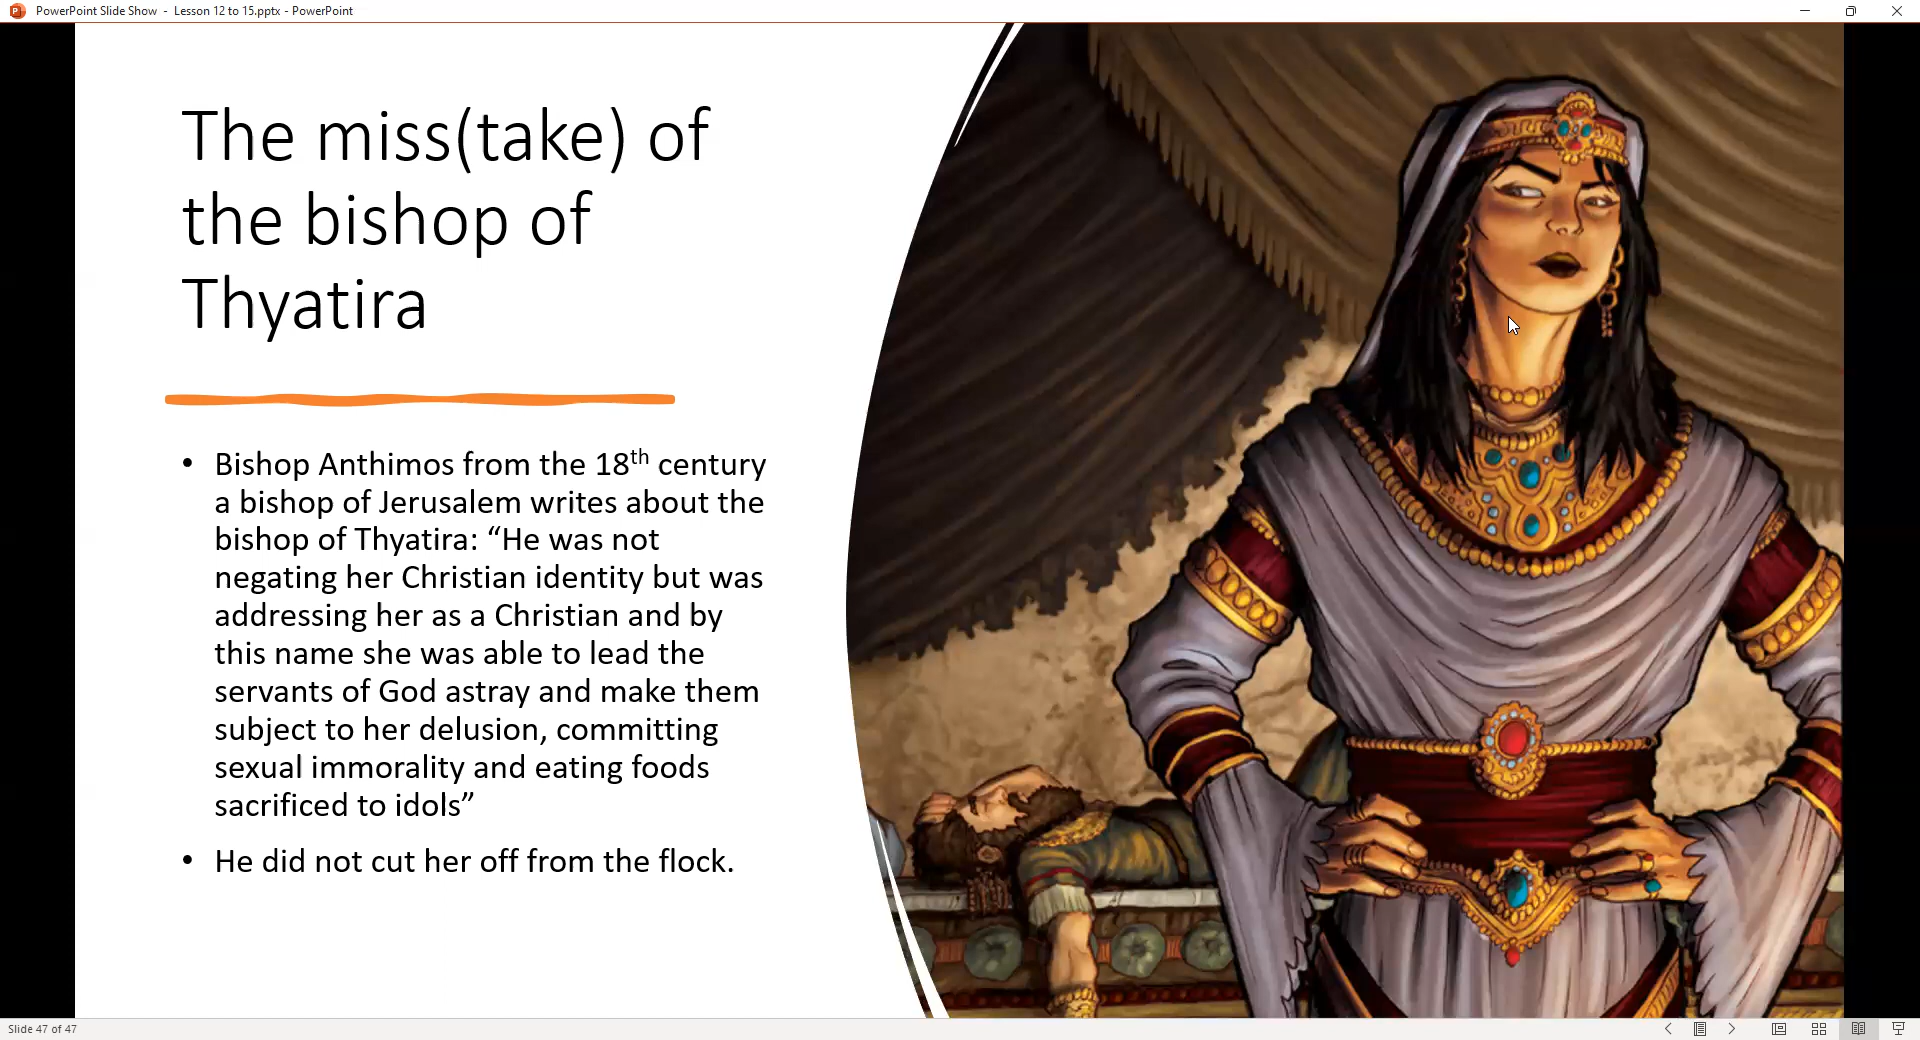 PowerPoint Slide Show - Lesson 12 to 15.pptx - PowerPoint
The miss(take) of
the bishop of
Thyatira
• Bishop Anthimos from the 18th century
a bishop of Jerusalem writes about the
bishop of Thyatira: “He was not
negating her Christian identity but was
addressing her as a Christian and by
this name she was able to lead the
servants of God astray and make them
subject to her delusion, committing
sexual immorality and eating foods
sacrificed to idols”
• He did not cut her off from the flock.
Slide 47 of 47